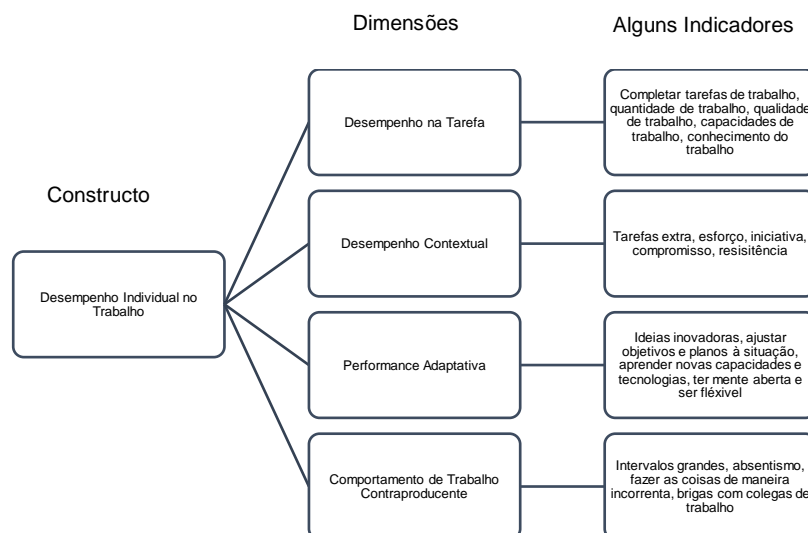 Dimensões
Alguns Indicadores
Constructo
Desempenho Individual no
Trabalho
Desempenho na Tarefa
Completar tarefas de trabalho,
quantidade de trabalho, qualidade
de trabalho, capacidades de
trabalho, conhecimento do
trabalho
Desempenho Contextual
Tarefas extra, esforço, iniciativa,
compromisso, resisitência
Performance Adaptativa
Ideias inovadoras, ajustar
objetivos e planos à situação,
aprender novas capacidades e
tecnologias, ter mente aberta e
ser fléxivel
Comportamento de Trabalho
Contraproducente
Intervalos grandes, absentismo,
fazer as coisas de maneira
incorrenta, brigas com colegas de
trabalho